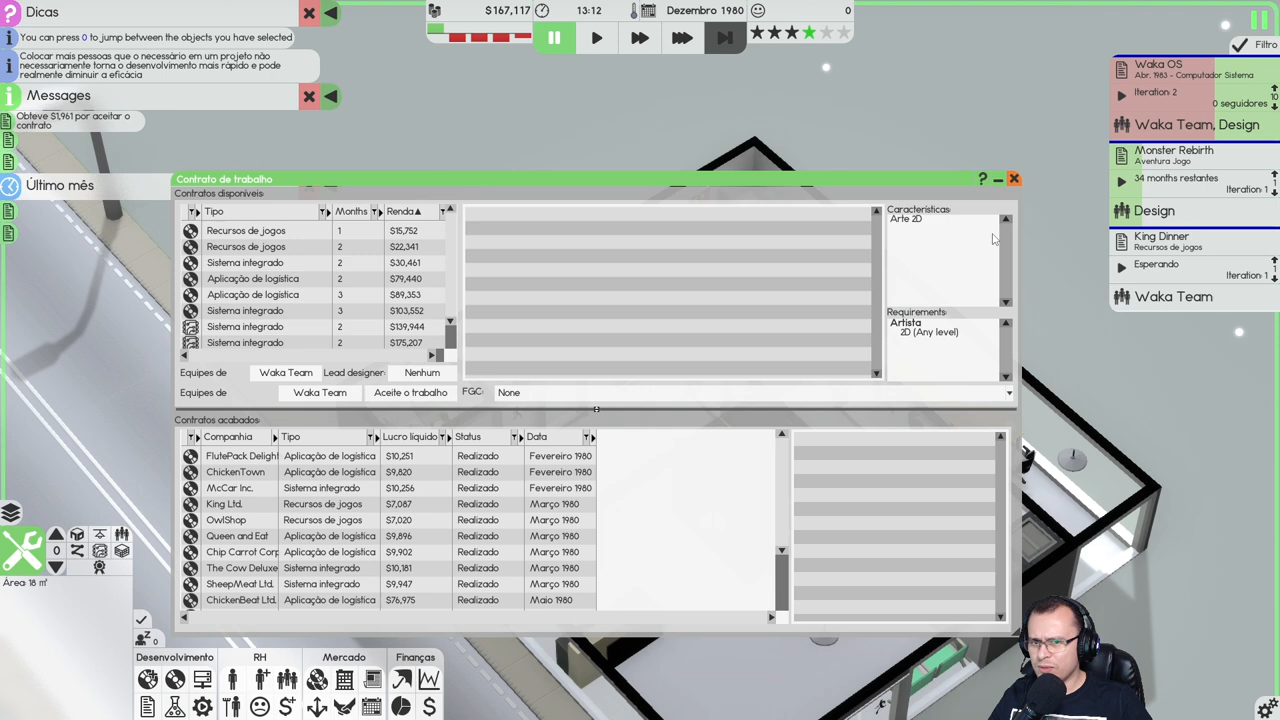 Dicas
You can press 0 to jump between the objects you have selected
Colocar mais pessoas que o necessário em um projeto não
necessariamente torna o desenvolvimento mais rápido e pode
realmente diminuir a eficácia
Messages
Obteve $1,961 por aceitar o
contrato
Último mês
$167,117
13:12
Dezembro 1980
0
Filtro
Waka OS
Abr. 1983 - Computador Sistema
Iteration: 2
10
0 seguidores
Waka Team, Design
Monster Rebirth
Aventura Jogo
34 months restantes
1
Iteration: 1
Design
King Dinner
Recursos de jogos
Esperando
1
Iteration: 1
Waka Team
Contrato de trabalho
?
Contratos disponíveis:
Tipo Months Renda▲
Recursos de jogos 1 $15,752
Recursos de jogos 2 $22,341
Sistema integrado 2 $30,461
Aplicação de logística 2 $79,440
Aplicação de logística 3 $89,353
Sistema integrado 3 $103,552
Sistema integrado 2 $139,944
Sistema integrado 2 $175,207
Características:
Arte 2D
Requirements:
Artista
2D (Any level)
Equipes de Waka Team Lead designer: Nenhum
Equipes de Waka Team Aceite o trabalho FGC: None
Contratos acabados:
Companhia Tipo Lucro líquido Status Data
FlutePack Delight Aplicação de logística $10,251 Realizado Fevereiro 1980
ChickenTown Aplicação de logística $9,820 Realizado Fevereiro 1980
McCar Inc. Sistema integrado $10,256 Realizado Fevereiro 1980
King Ltd. Recursos de jogos $7,087 Realizado Março 1980
OwlShop Recursos de jogos $7,020 Realizado Março 1980
Queen and Eat Aplicação de logística $9,896 Realizado Março 1980
Chip Carrot Corp Aplicação de logística $9,902 Realizado Março 1980
The Cow Deluxe Sistema integrado $10,181 Realizado Março 1980
SheepMeat Ltd. Sistema integrado $9,947 Realizado Março 1980
ChickenBeat Ltd. Aplicação de logística $76,975 Realizado Maio 1980
0
Área: 18 m²
0
Desenvolvimento RH Mercado Finanças